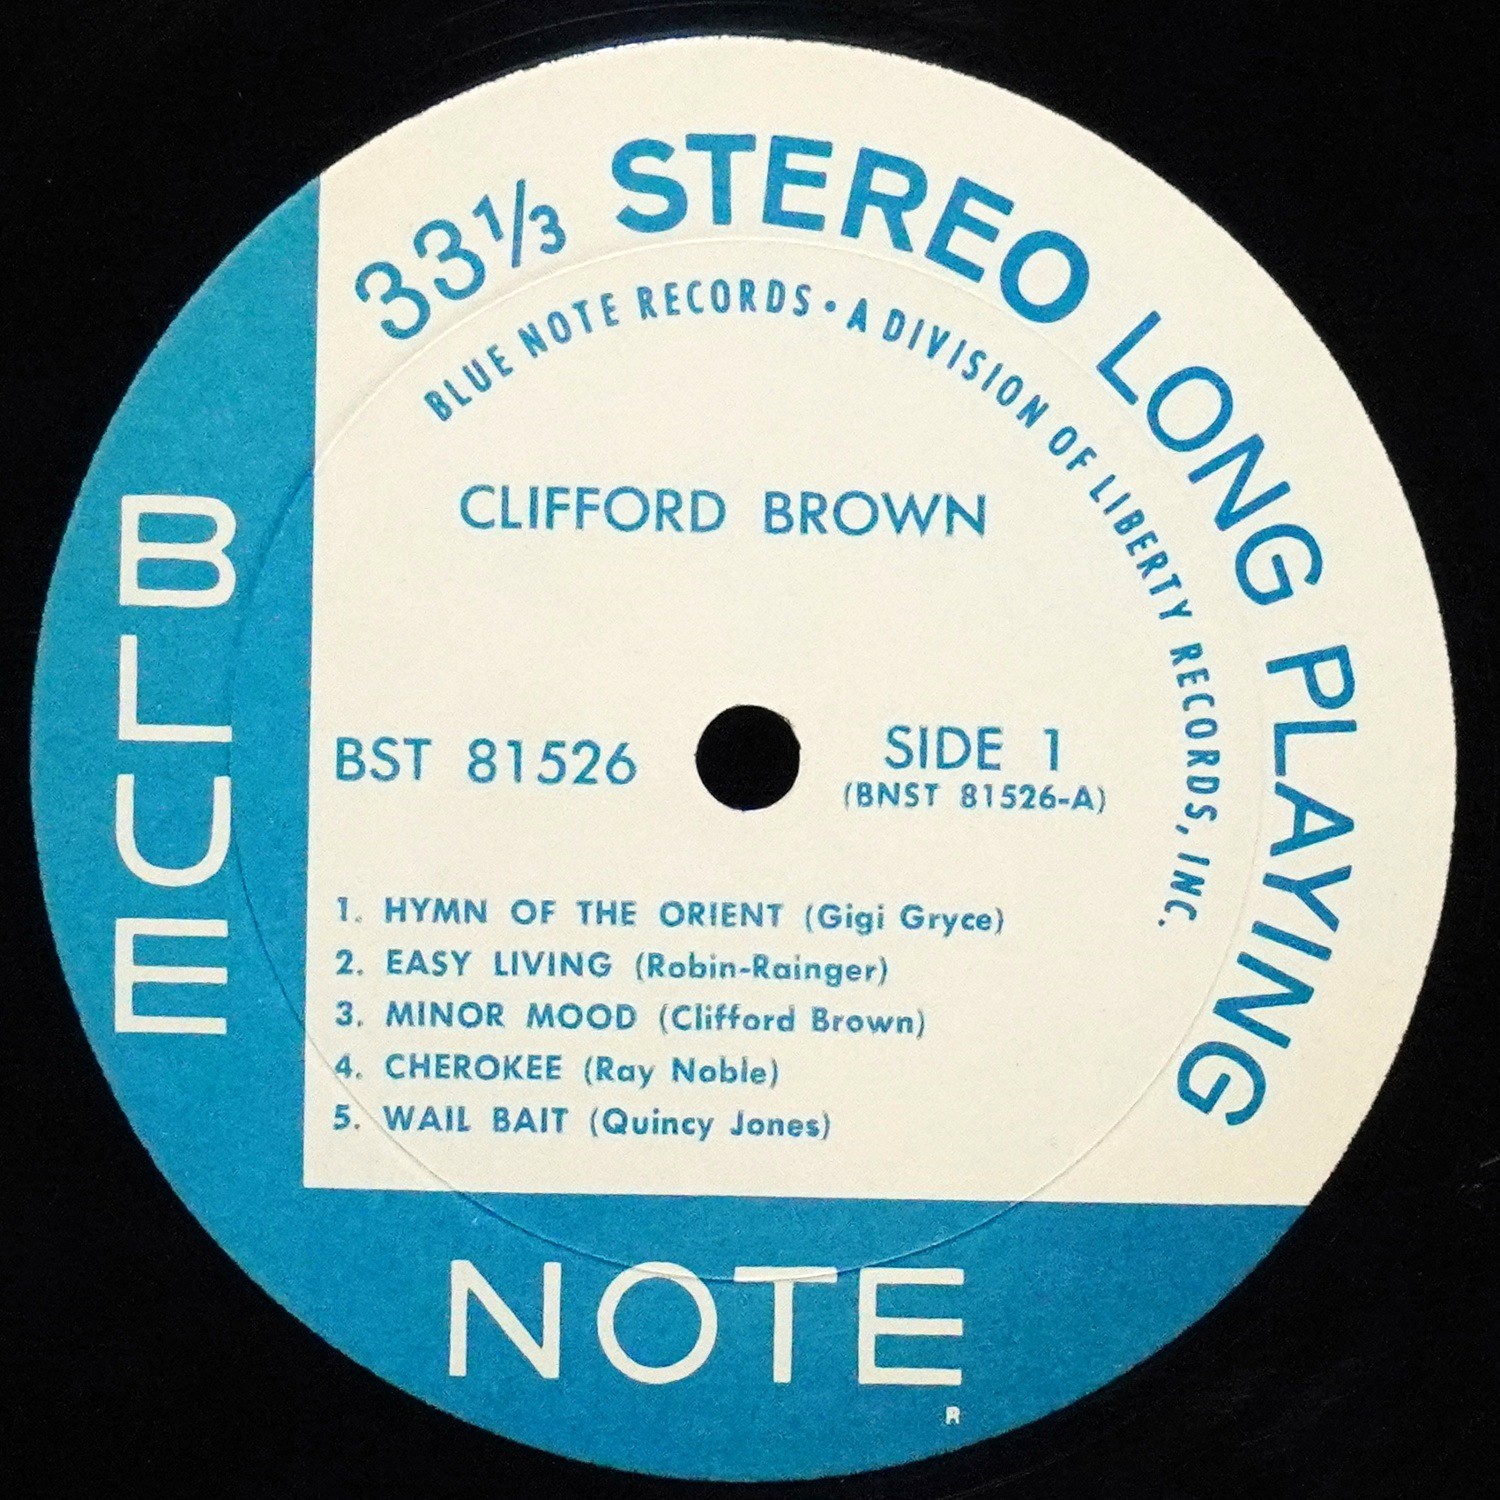 33⅓ STEREO LONG PLAYING
BLUE NOTE RECORDS • A DIVISION OF LIBERTY RECORDS, INC.
CLIFFORD BROWN
BST 81526
SIDE 1
(BNST 81526-A)
1. HYMN OF THE ORIENT (Gigi Gryce)
2. EASY LIVING (Robin-Rainger)
3. MINOR MOOD (Clifford Brown)
4. CHEROKEE (Ray Noble)
5. WAIL BAIT (Quincy Jones)
BLUE
NOTE
R